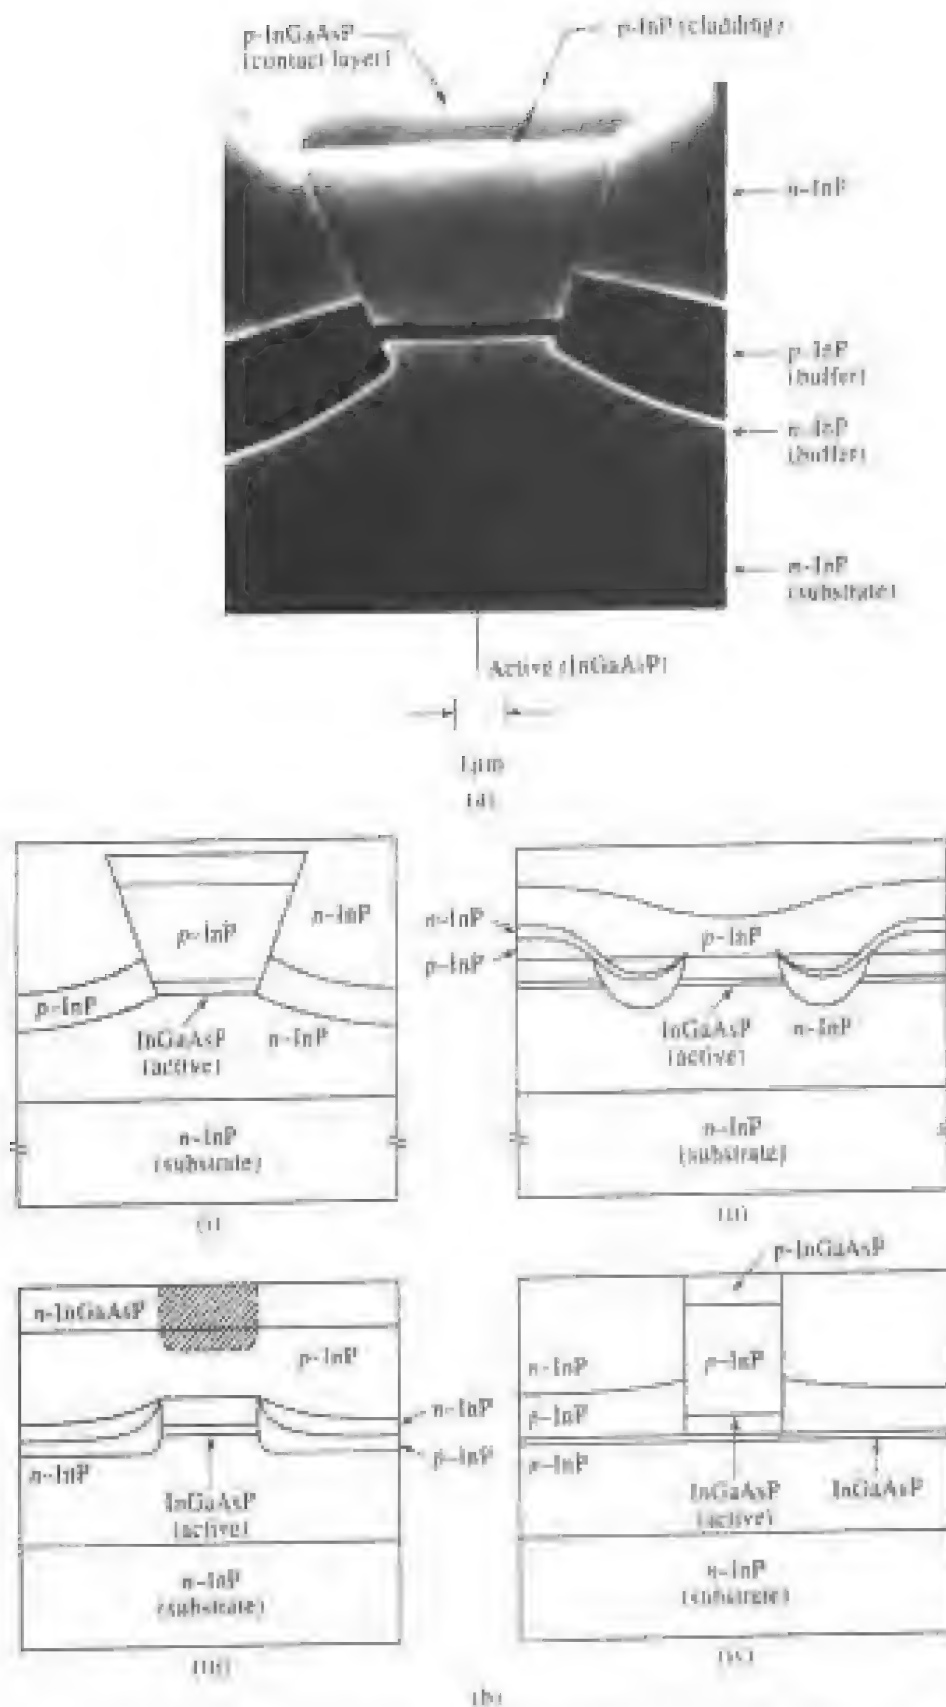 p-InGaAsP
(contact layer)
p-InP (cladding)
n-InP
p-InP
(buffer)
n-InP
(buffer)
n-InP
(substrate)
Active (InGaAsP)
1μm
(a)
n-InP
p-InP
p-InP
InGaAsP
(active)
n-InP
n-InP
(substrate)
(i)
n-InP
p-InP
p-InP
InGaAsP
(active)
n-InP
n-InP
(substrate)
(ii)
n-InGaAsP
p-InP
n-InP
p-InP
n-InP
InGaAsP
(active)
n-InP
(substrate)
(iii)
p-InGaAsP
n-InP
p-InP
p-InP
n-InP
InGaAsP
(active)
InGaAsP
n-InP
(substrate)
(iv)
(b)